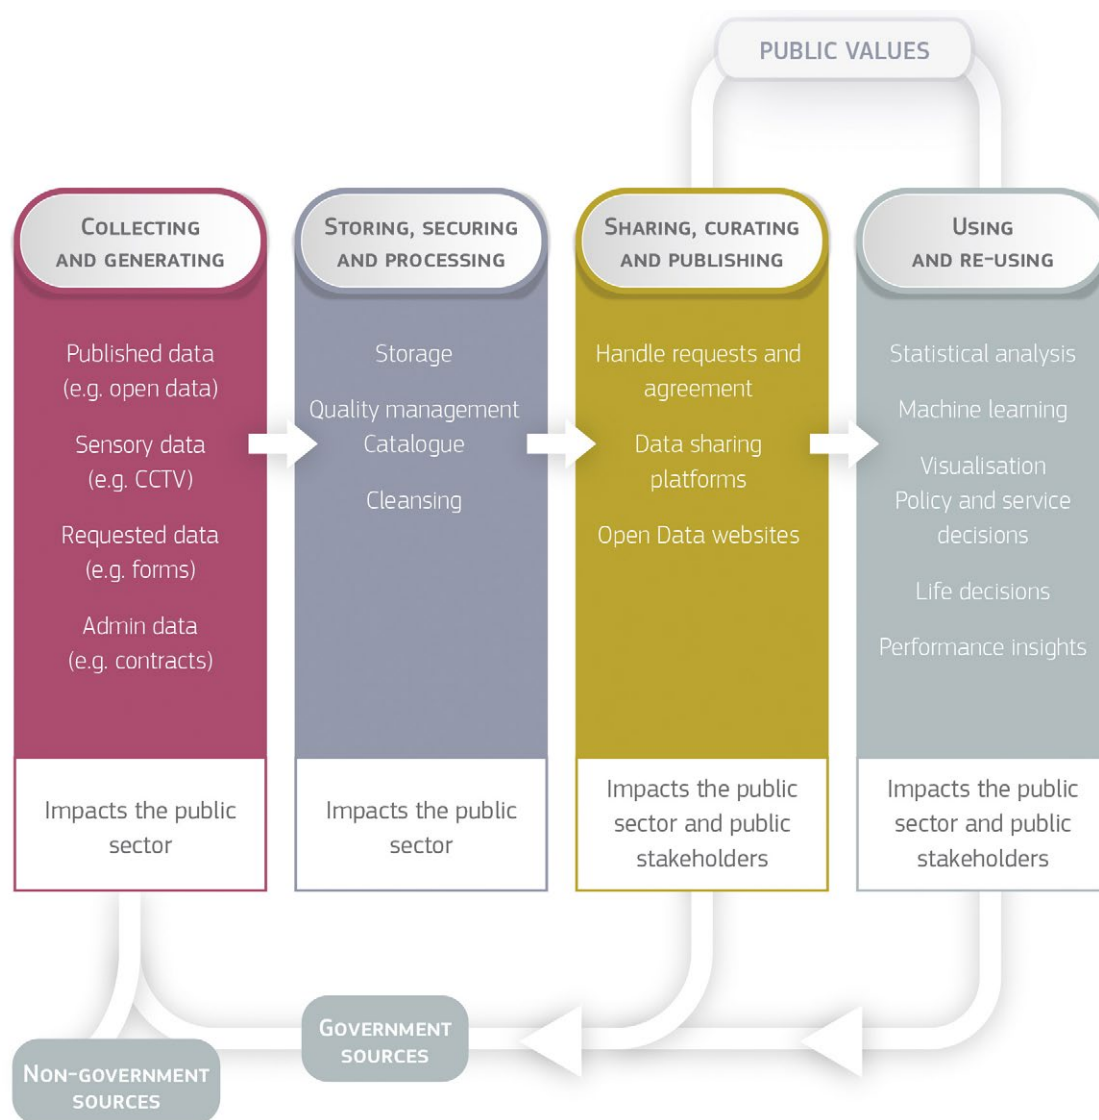 PUBLIC VALUES
COLLECTING
AND GENERATING
Published data
(e.g. open data)
Sensory data
(e.g. CCTV)
Requested data
(e.g. forms)
Admin data
(e.g. contracts)
Impacts the public
sector
STORING, SECURING
AND PROCESSING
Storage
Quality management
Catalogue
Cleansing
Impacts the public
sector
SHARING, CURATING
AND PUBLISHING
Handle requests and
agreement
Data sharing
platforms
Open Data websites
Impacts the public
sector and public
stakeholders
USING
AND RE-USING
Statistical analysis
Machine learning
Visualisation
Policy and service
decisions
Life decisions
Performance insights
Impacts the public
sector and public
stakeholders
GOVERNMENT
SOURCES
NON-GOVERNMENT
SOURCES